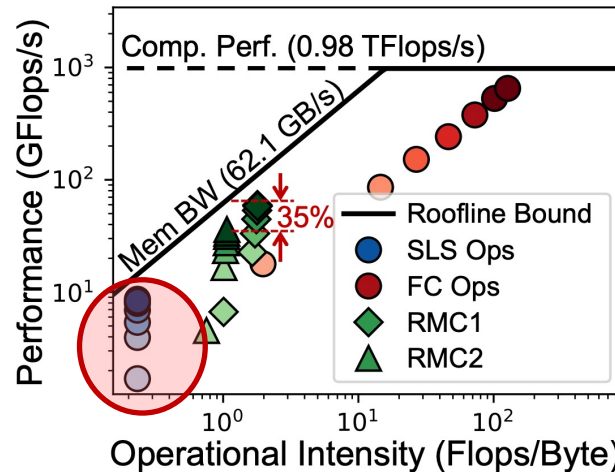 Comp. Perf. (0.98 TFlops/s)
Mem BW (62.1 GB/s)
35%
Performance (GFlops/s)
10³
10²
10¹
Roofline Bound
SLS Ops
FC Ops
RMC1
RMC2
10⁰ 10¹ 10²
Operational Intensity (Flops/Byte)